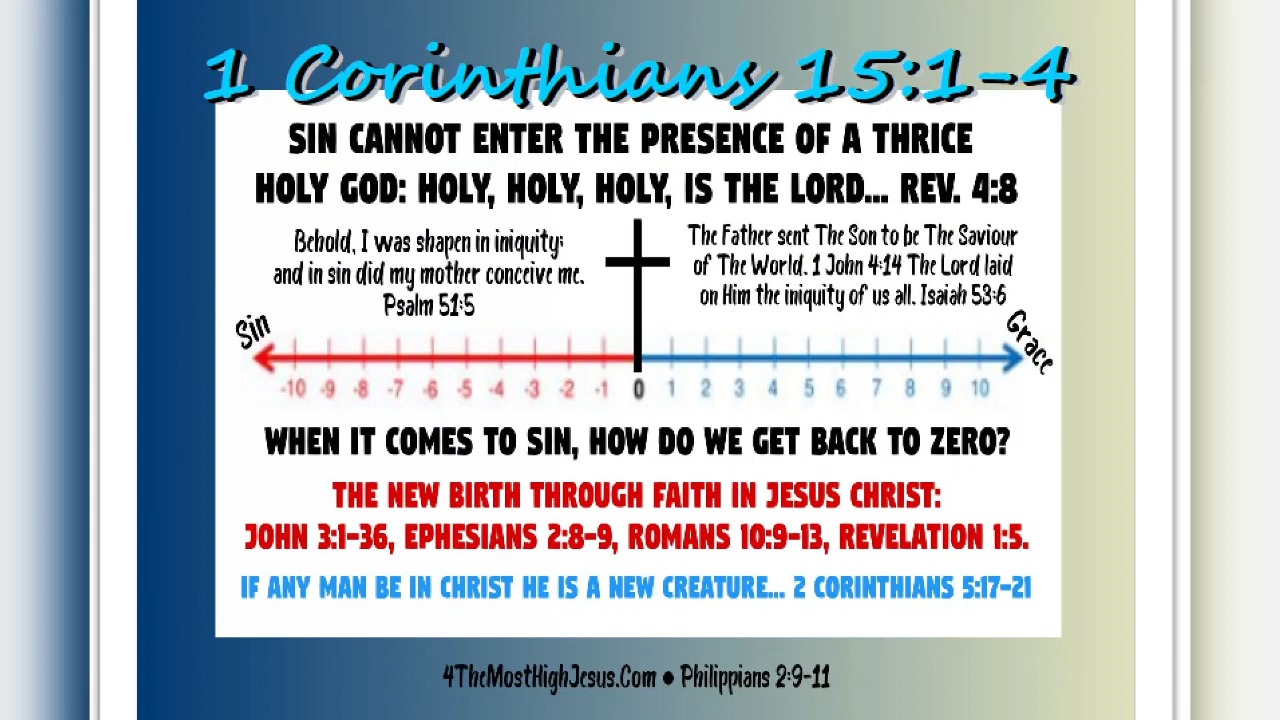 1 Corinthians 15:1-4
SIN CANNOT ENTER THE PRESENCE OF A THRICE
HOLY GOD: HOLY, HOLY, HOLY, IS THE LORD... REV. 4:8
Behold, I was shapen in iniquity;
and in sin did my mother conceive me.
Psalm 51:5
The Father sent The Son to be The Saviour
of The World. 1 John 4:14 The Lord laid
on Him the iniquity of us all. Isaiah 53:6
Sin
Grace
-10 -9 -8 -7 -6 -5 -4 -3 -2 -1 0 1 2 3 4 5 6 7 8 9 10
WHEN IT COMES TO SIN, HOW DO WE GET BACK TO ZERO?
THE NEW BIRTH THROUGH FAITH IN JESUS CHRIST:
JOHN 3:1-36, EPHESIANS 2:8-9, ROMANS 10:9-13, REVELATION 1:5.
IF ANY MAN BE IN CHRIST HE IS A NEW CREATURE... 2 CORINTHIANS 5:17-21
4TheMostHighJesus.Com • Philippians 2:9-11